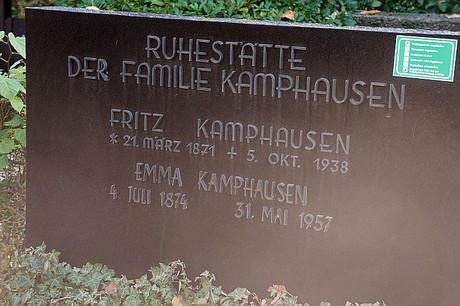 RUHESTÄTTE
DER FAMILIE KAMPHAUSEN
FRITZ KAMPHAUSEN
* 21. MÄRZ 1871 + 5. OKT. 1938
EMMA KAMPHAUSEN
4. JULI 1874 31. MAI 1957